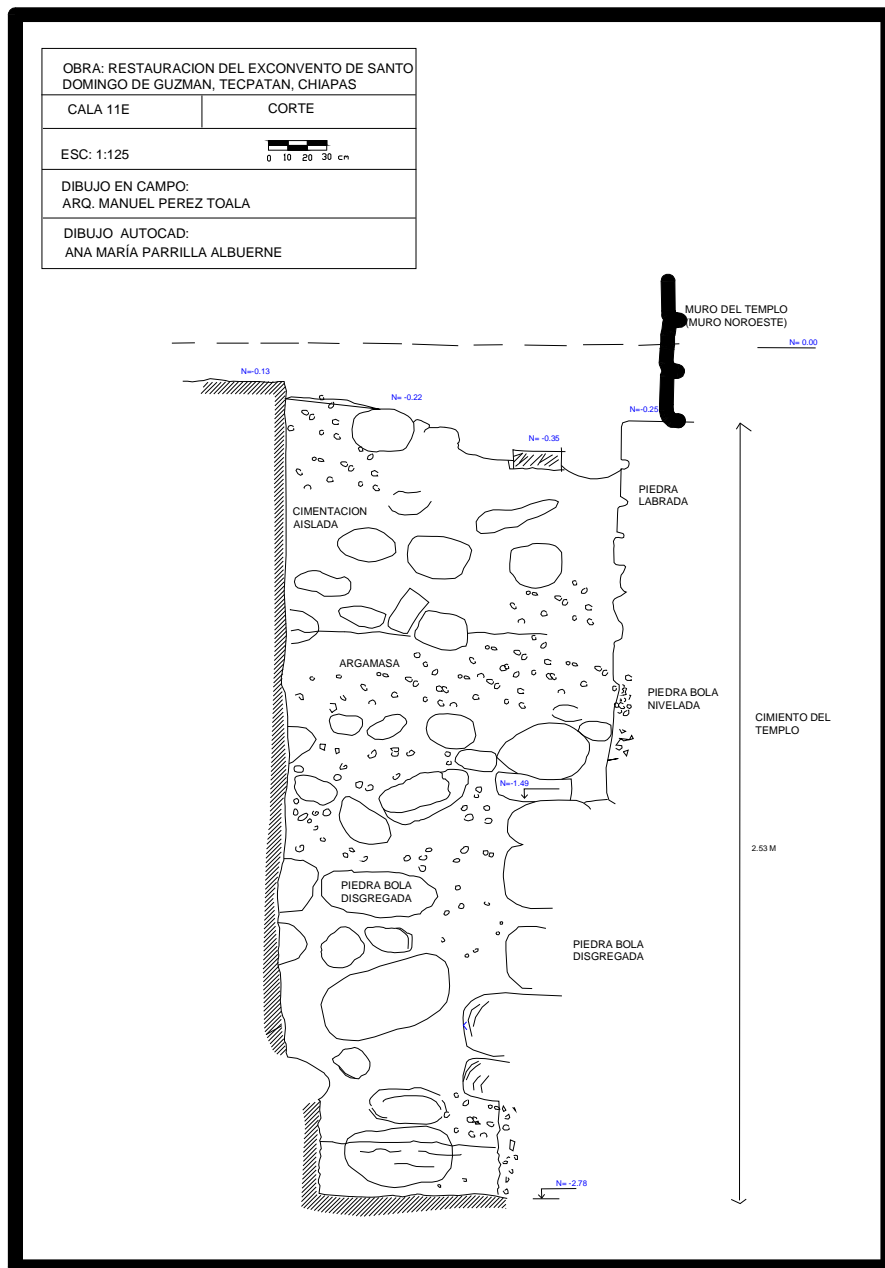 OBRA: RESTAURACION DEL EXCONVENTO DE SANTO
DOMINGO DE GUZMAN, TECPATAN, CHIAPAS
CALA 11E
CORTE
ESC: 1:125
0 10 20 30 cm
DIBUJO EN CAMPO:
ARQ. MANUEL PEREZ TOALA
DIBUJO AUTOCAD:
ANA MARÍA PARRILLA ALBUERNE
MURO DEL TEMPLO
(MURO NOROESTE)
N= 0.00
N=-0.13
N= -0.22
N=-0.25
N= -0.35
PIEDRA
LABRADA
CIMENTACION
AISLADA
ARGAMASA
PIEDRA BOLA
NIVELADA
CIMIENTO DEL
TEMPLO
N=-1.49
2.53 M
PIEDRA BOLA
DISGREGADA
PIEDRA BOLA
DISGREGADA
N= -2.78